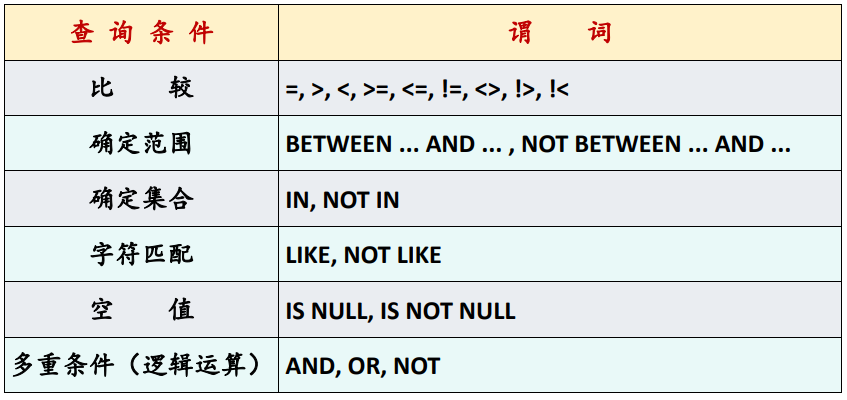 查询条件 谓词
比较 =, >, <, >=, <=, !=, <>, !>, !<
确定范围 BETWEEN ... AND ... , NOT BETWEEN ... AND ...
确定集合 IN, NOT IN
字符匹配 LIKE, NOT LIKE
空值 IS NULL, IS NOT NULL
多重条件（逻辑运算） AND, OR, NOT